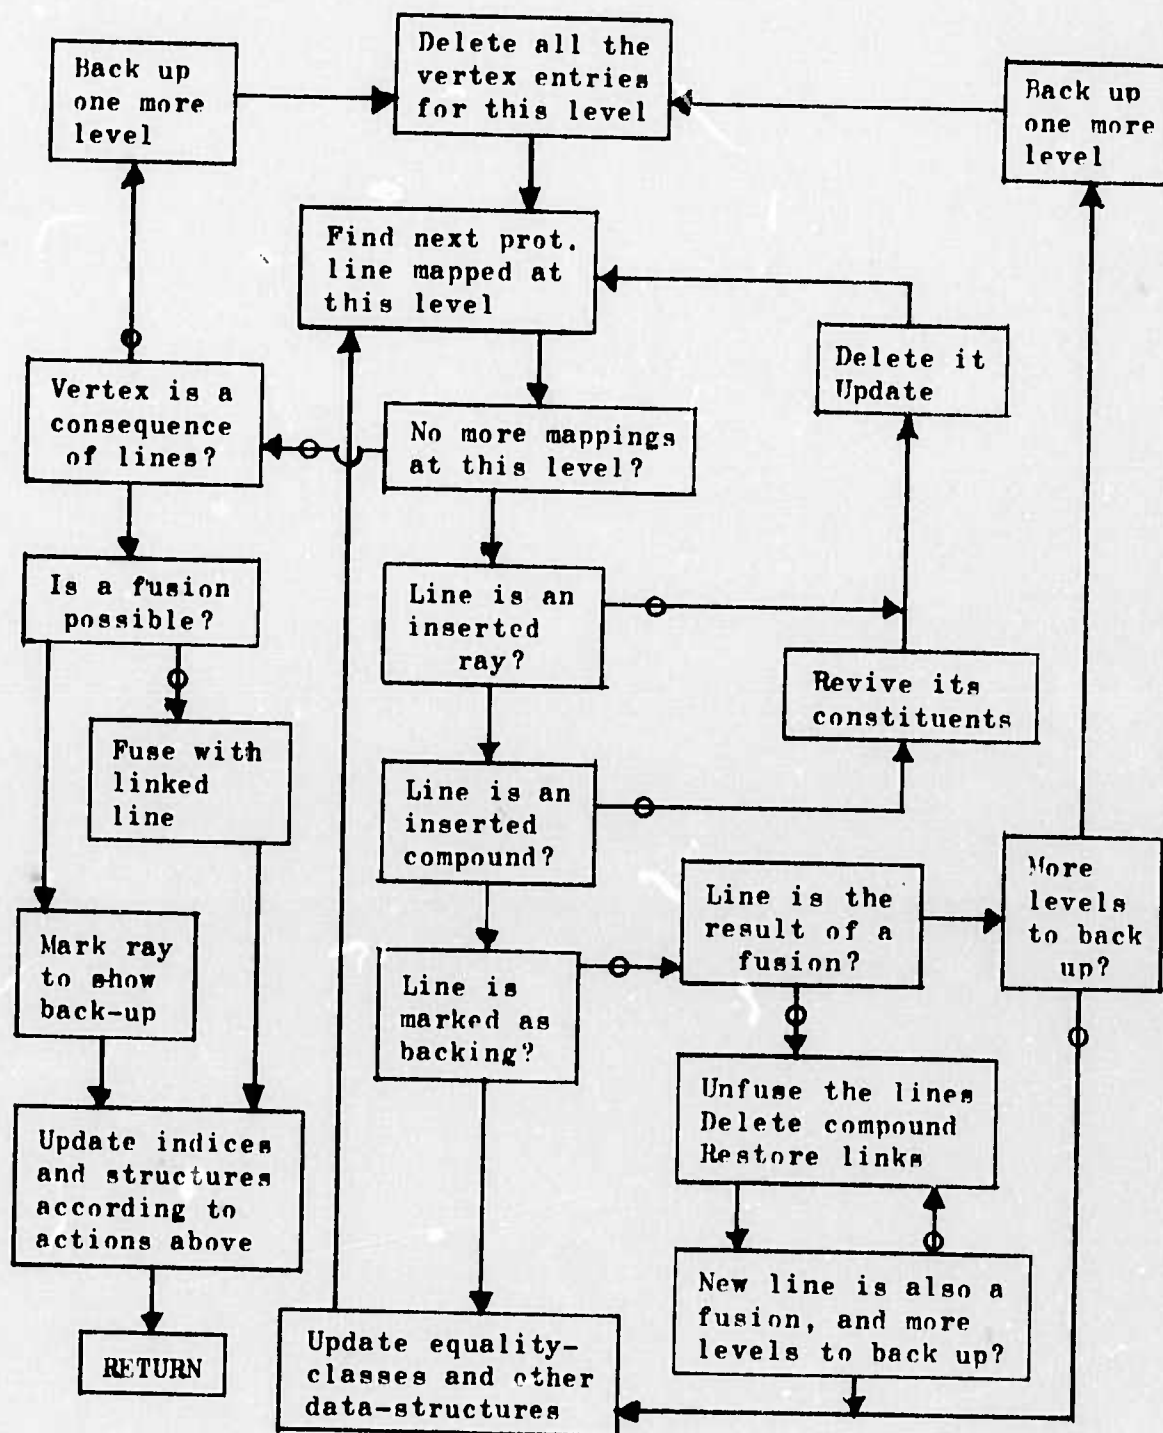 Back up
one more
level
Delete all the
vertex entries
for this level
Back up
one more
level
Find next prot.
line mapped at
this level
Delete it
Update
Vertex is a
consequence
of lines?
No more mappings
at this level?
Is a fusion
possible?
Line is an
inserted
ray?
Revive its
constituents
Fuse with
linked
line
Line is an
inserted
compound?
More
levels
to back
up?
Line is the
result of a
fusion?
Mark ray
to show
back-up
Line is
marked as
backing?
Unfuse the lines
Delete compound
Restore links
Update indices
and structures
according to
actions above
New line is also a
fusion, and more
levels to back up?
RETURN
Update equality-
classes and other
data-structures